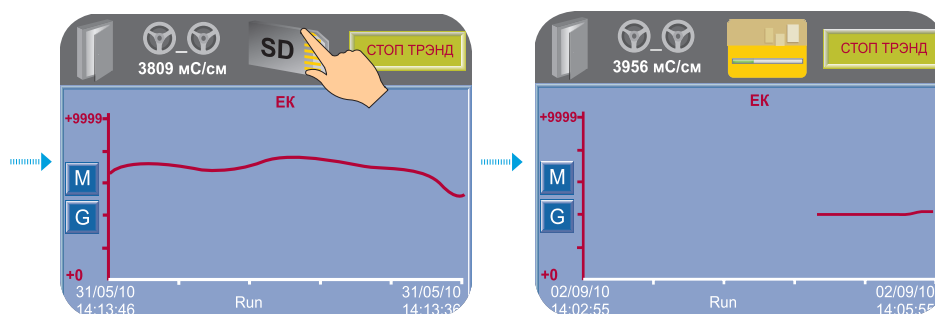 SD
СТОП ТРЭНД
3809 мС/см
ЕК
+9999
M
G
+0
31/05/10
14:13:46
Run
31/05/10
14:13:36
СТОП ТРЭНД
3956 мС/см
ЕК
+9999
M
G
+0
02/09/10
14:02:55
Run
02/09/10
14:05:55